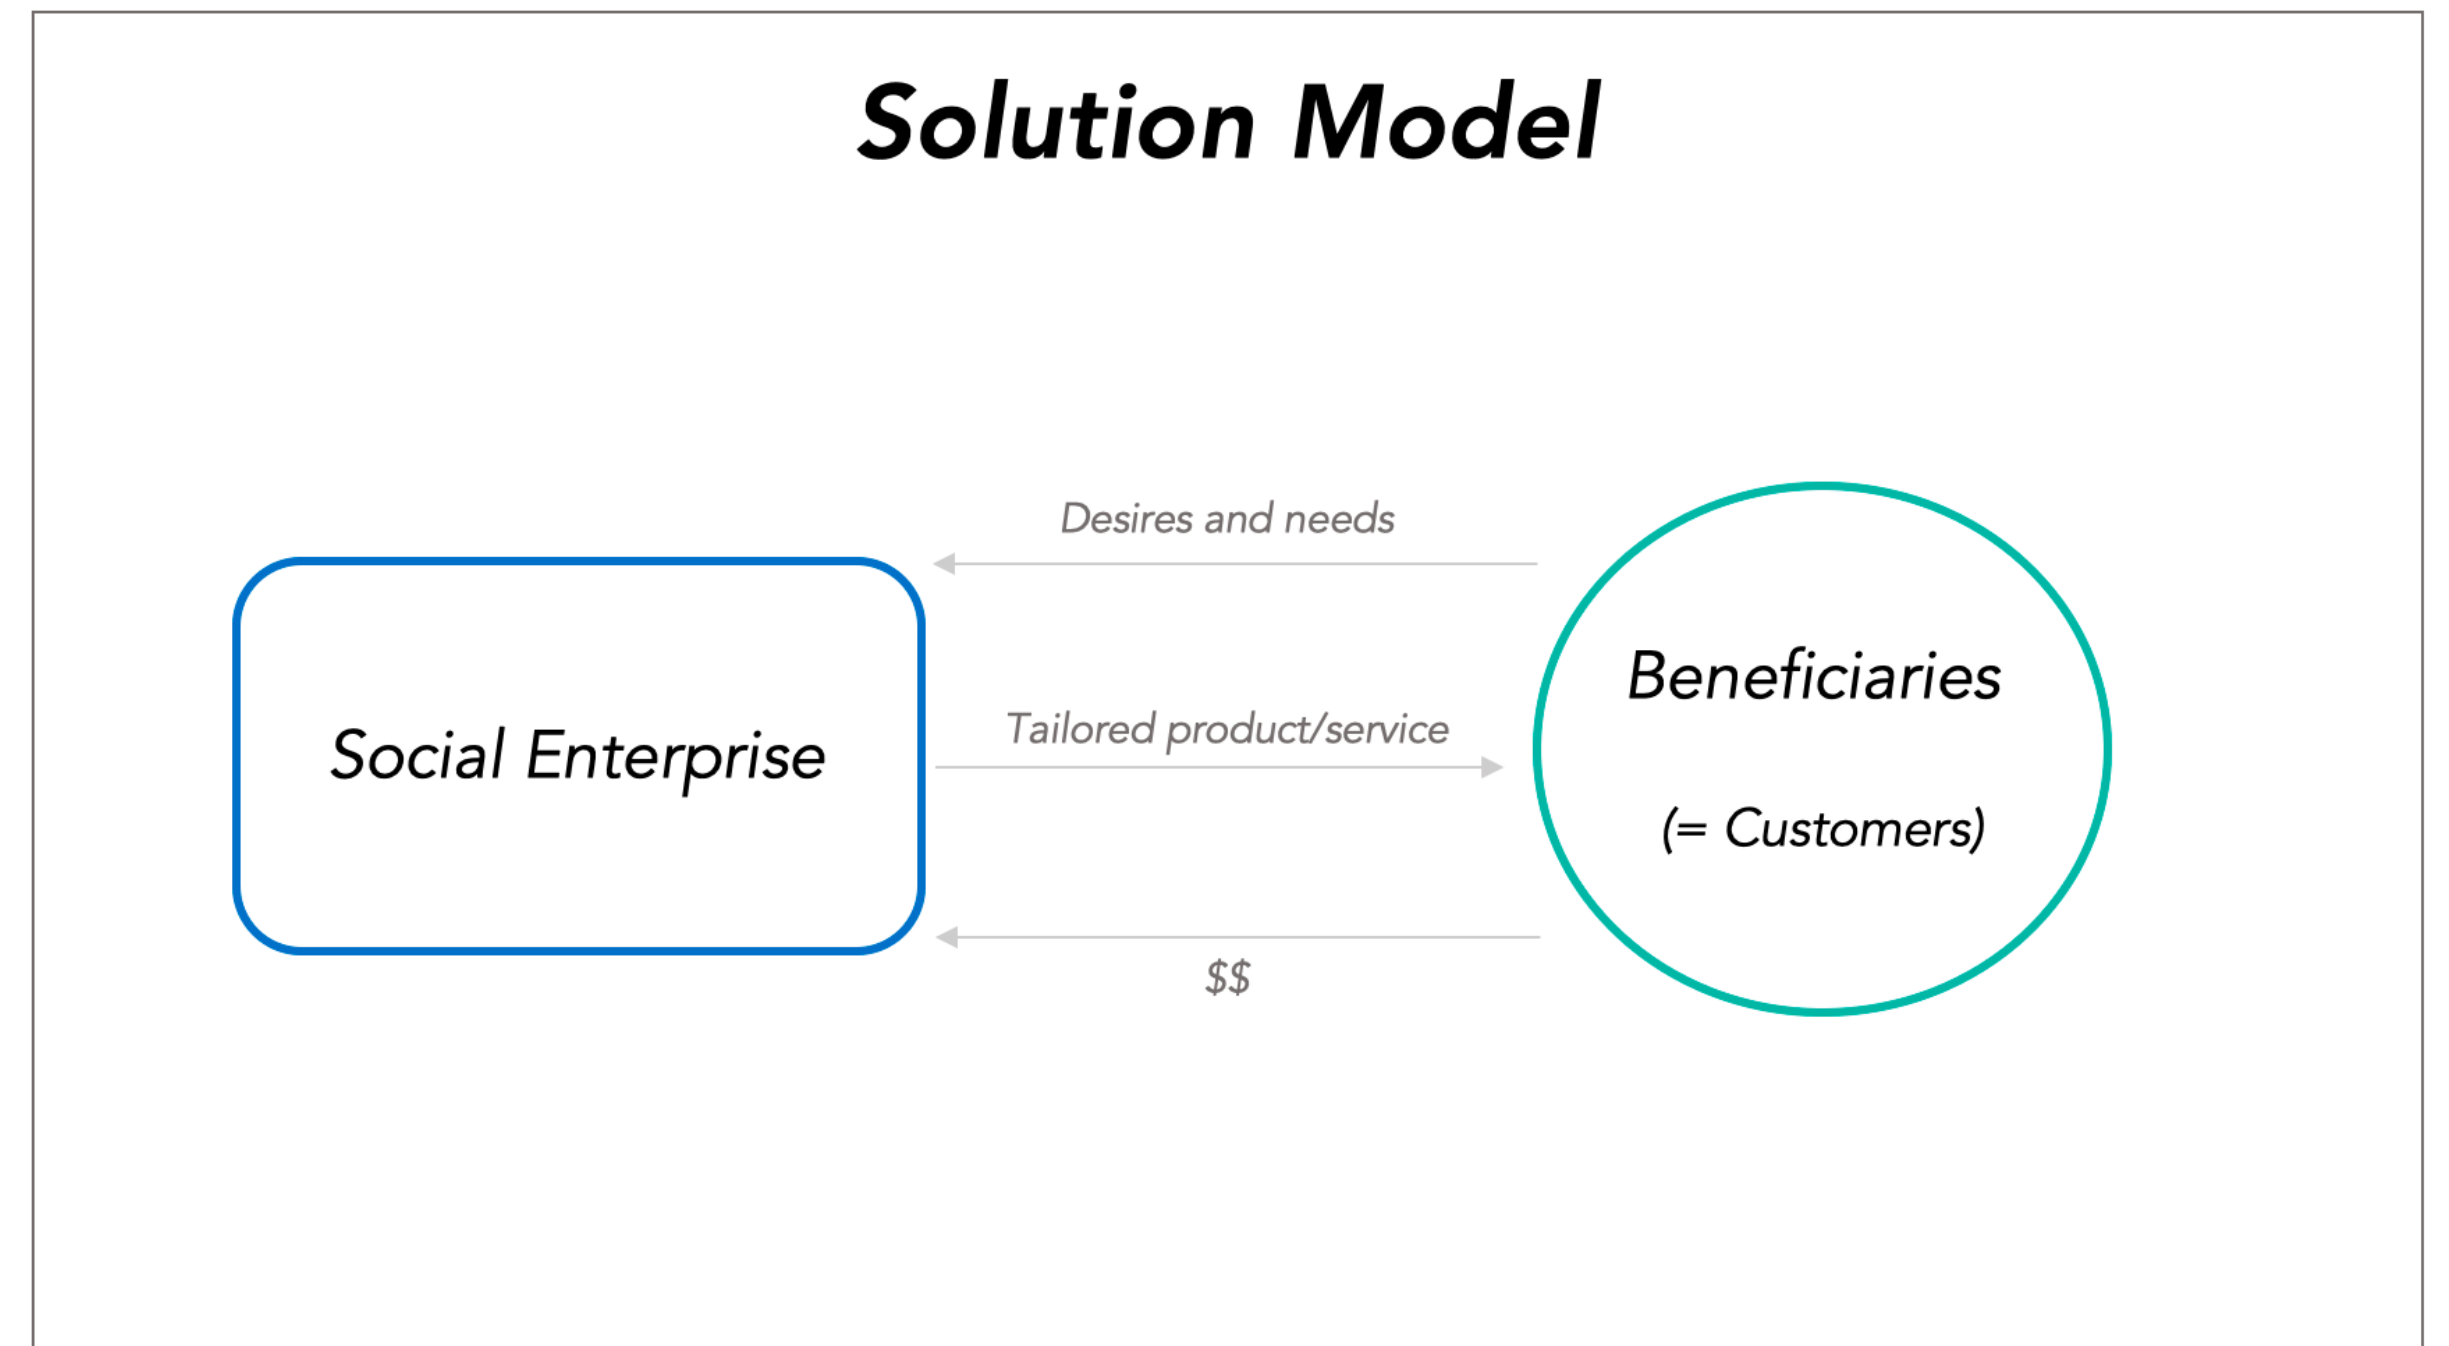 Solution Model
Desires and needs
Social Enterprise
Tailored product/service
Beneficiaries
(= Customers)
$$